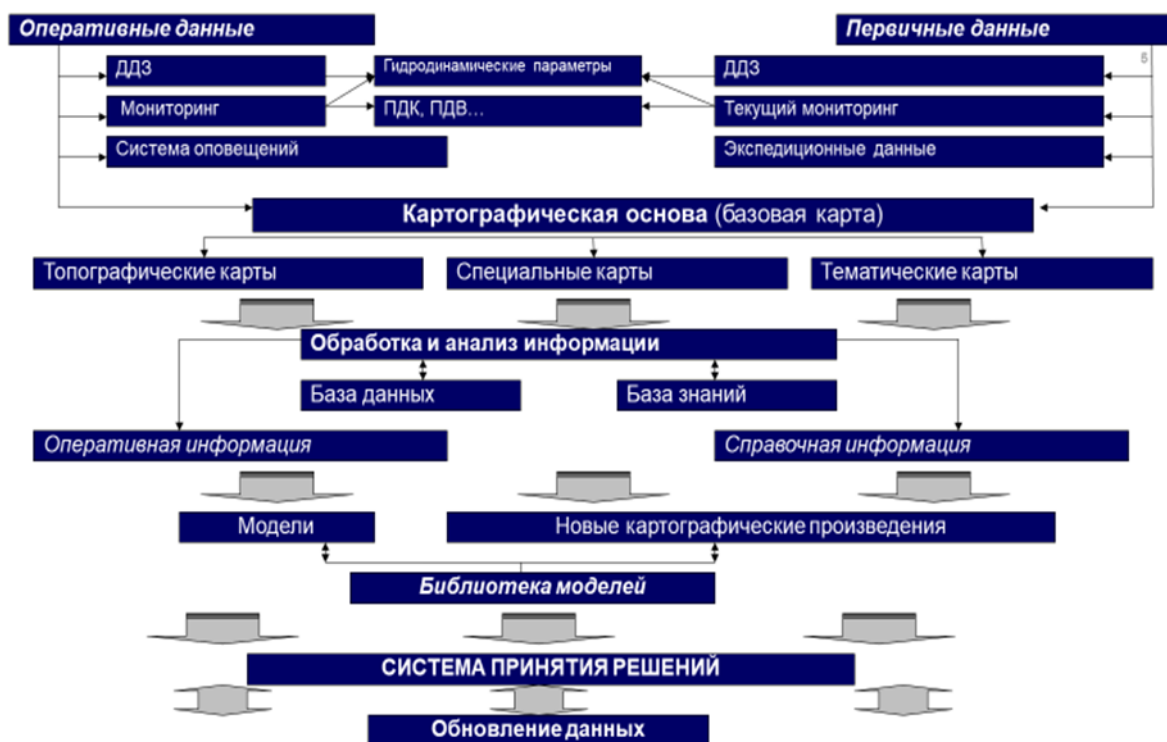 Оперативные данные
Первичные данные
5
ДДЗ
Гидродинамические параметры
ДДЗ
Мониторинг
ПДК, ПДВ...
Текущий мониторинг
Система оповещений
Экспедиционные данные
Картографическая основа (базовая карта)
Топографические карты
Специальные карты
Тематические карты
Обработка и анализ информации
База данных
База знаний
Оперативная информация
Справочная информация
Модели
Новые картографические произведения
Библиотека моделей
СИСТЕМА ПРИНЯТИЯ РЕШЕНИЙ
Обновление данных